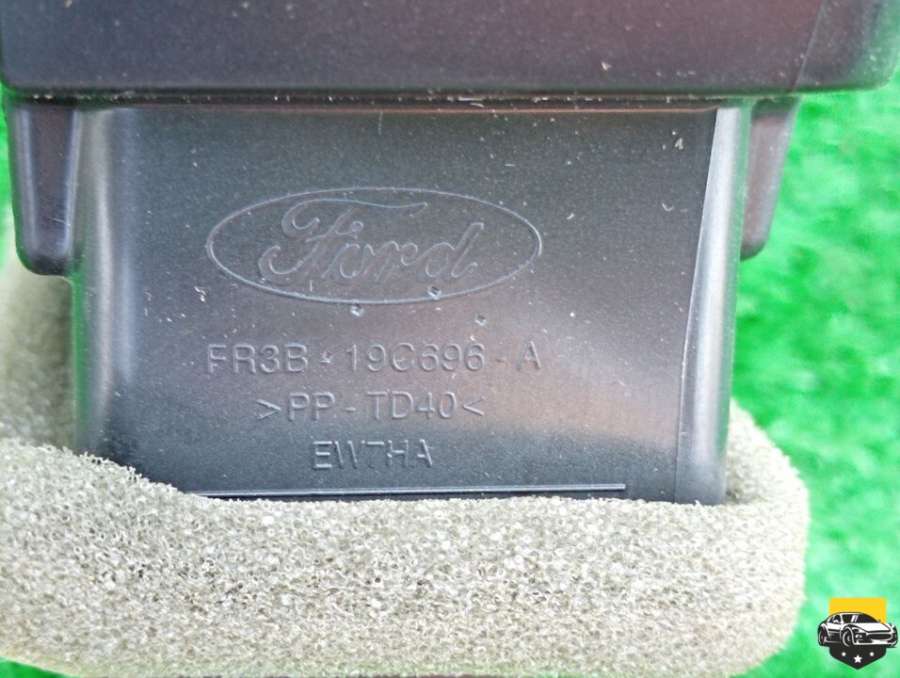 Ford
FR3B-19C696-A
>PP-TD40<
EW7HA